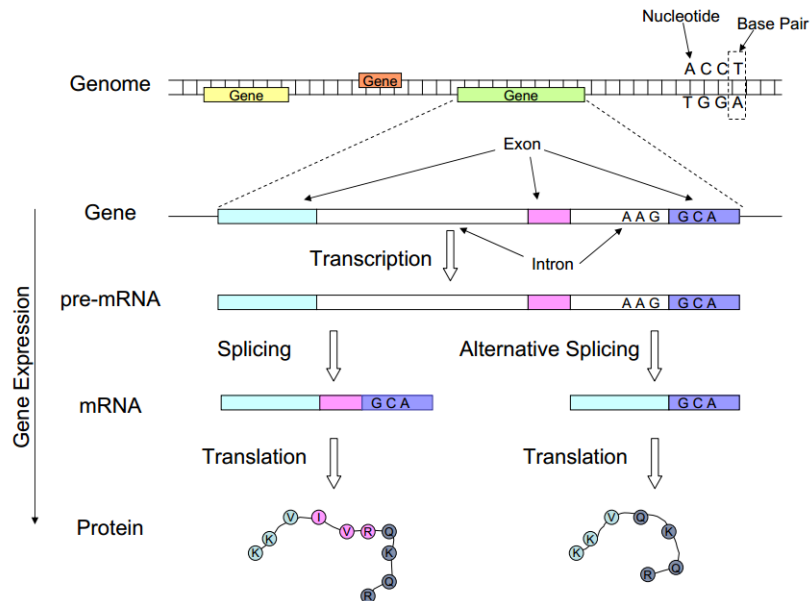 Nucleotide
Base Pair
A C C T
Genome
Gene
Gene
Gene
T G G A
Exon
Gene
A A G G C A
Transcription
Intron
pre-mRNA
A A G G C A
Splicing
Alternative Splicing
Gene Expression
mRNA
G C A
G C A
Translation
Translation
Protein
K K V I V R Q K Q R
K K V Q K Q R